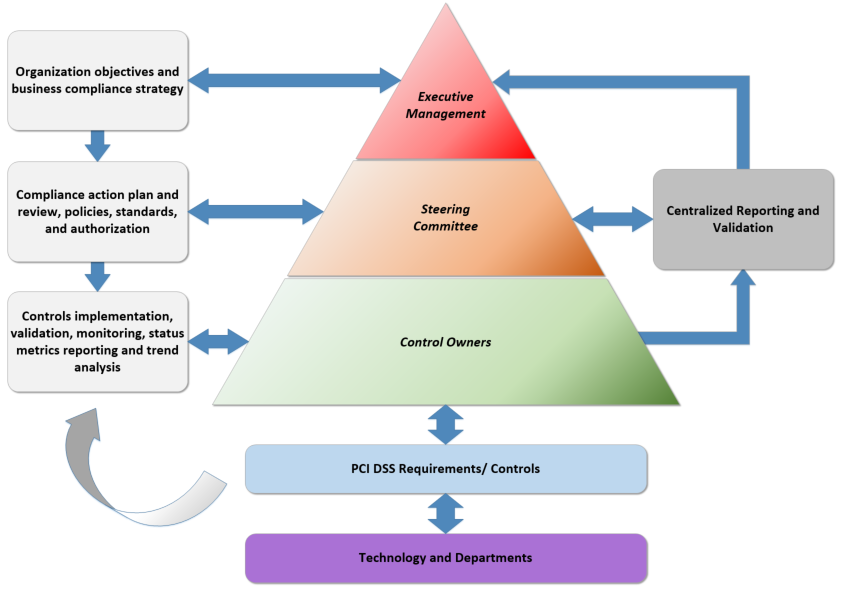 Organization objectives and
business compliance strategy
Executive
Management
Compliance action plan and
review, policies, standards,
and authorization
Steering
Committee
Centralized Reporting and
Validation
Controls implementation,
validation, monitoring, status
metrics reporting and trend
analysis
Control Owners
PCI DSS Requirements/ Controls
Technology and Departments